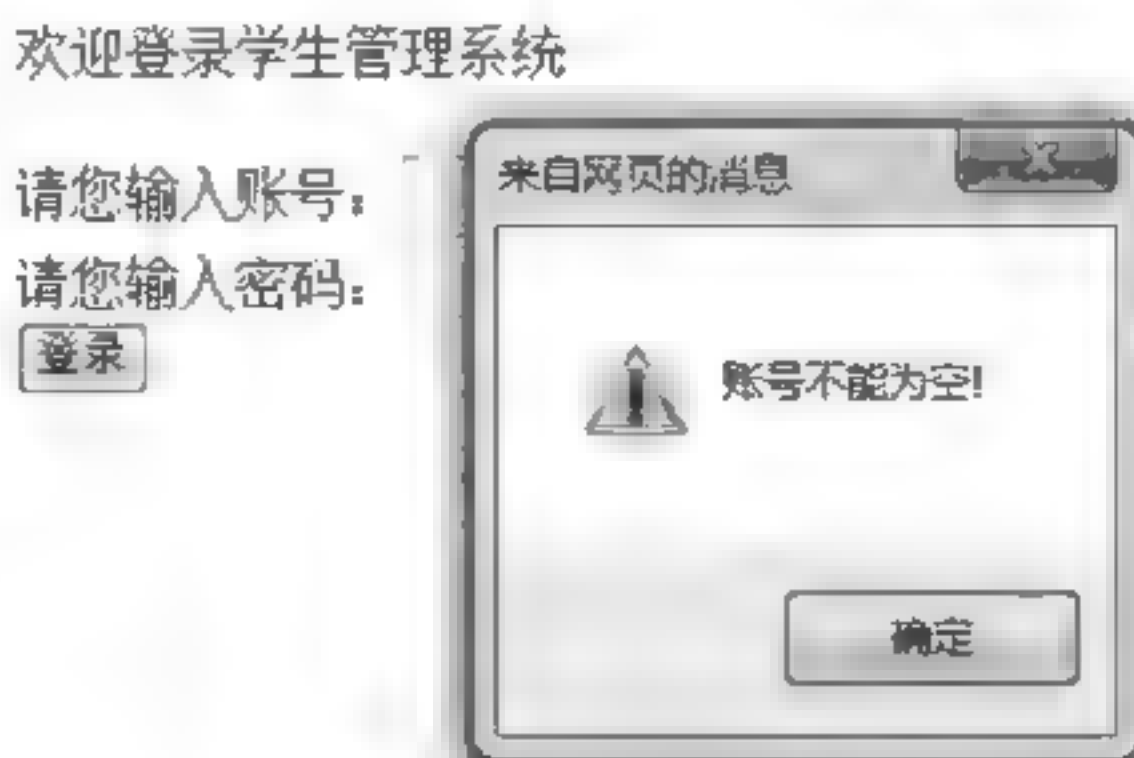 欢迎登录学生管理系统
请您输入账号：
请您输入密码：
登录
来自网页的消息
账号不能为空!
确定